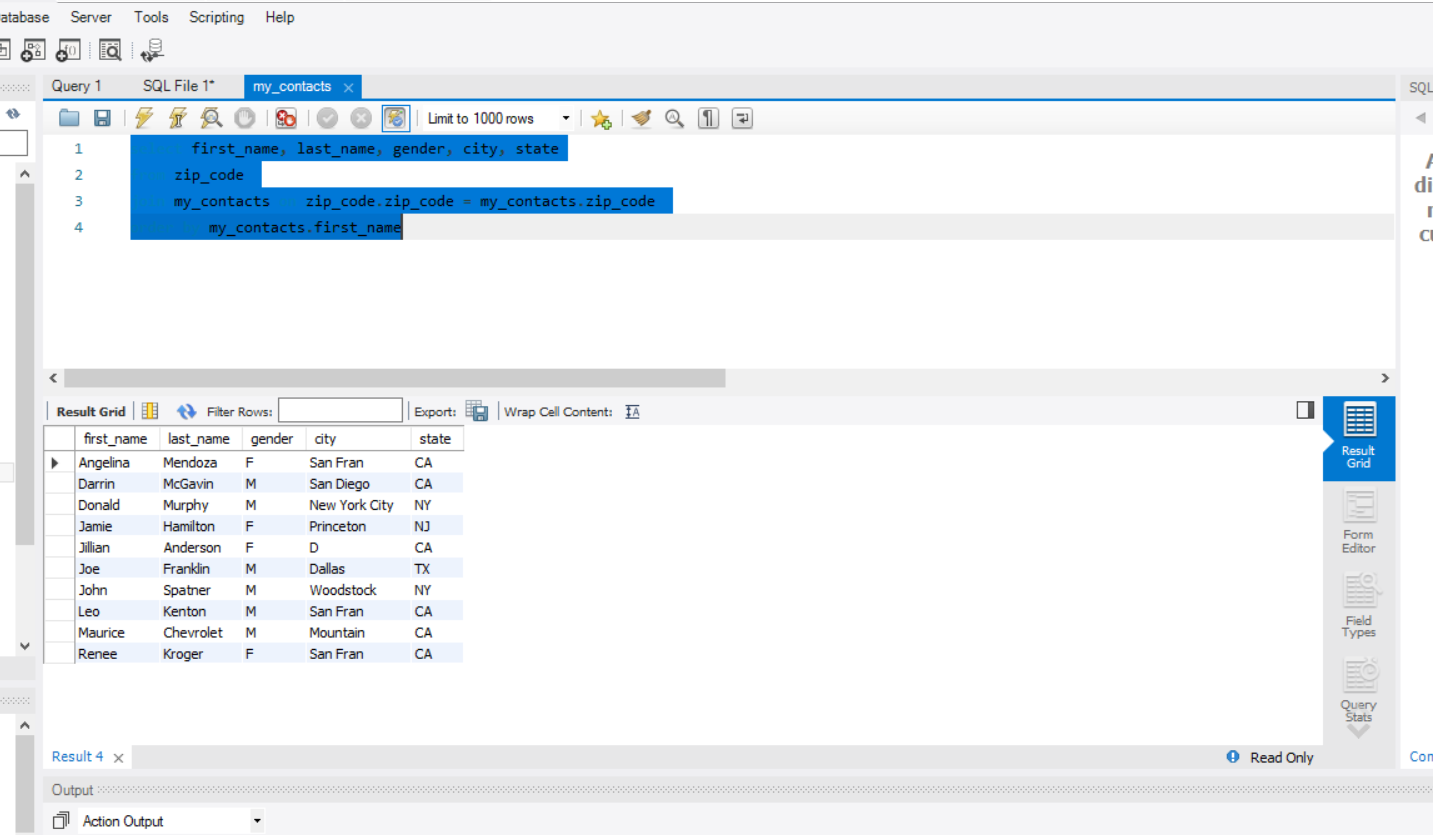 atabase Server Tools Scripting Help
Query 1 SQL File 1* my_contacts
SQL
Limit to 1000 rows
1 first_name, last_name, gender, city, state
2 zip_code
3 my_contacts zip_code.zip_code = my_contacts.zip_code
4 my_contacts.first_name
Result Grid Filter Rows: Export: Wrap Cell Content:
first_name last_name gender city state
Angelina Mendoza F San Fran CA
Darrin McGavin M San Diego CA
Donald Murphy M New York City NY
Jamie Hamilton F Princeton NJ
Jillian Anderson F D CA
Joe Franklin M Dallas TX
John Spatner M Woodstock NY
Leo Kenton M San Fran CA
Maurice Chevrolet M Mountain CA
Renee Kroger F San Fran CA
Result
Grid
Form
Editor
Field
Types
Query
Stats
Result 4
Read Only
Con
Output
Action Output